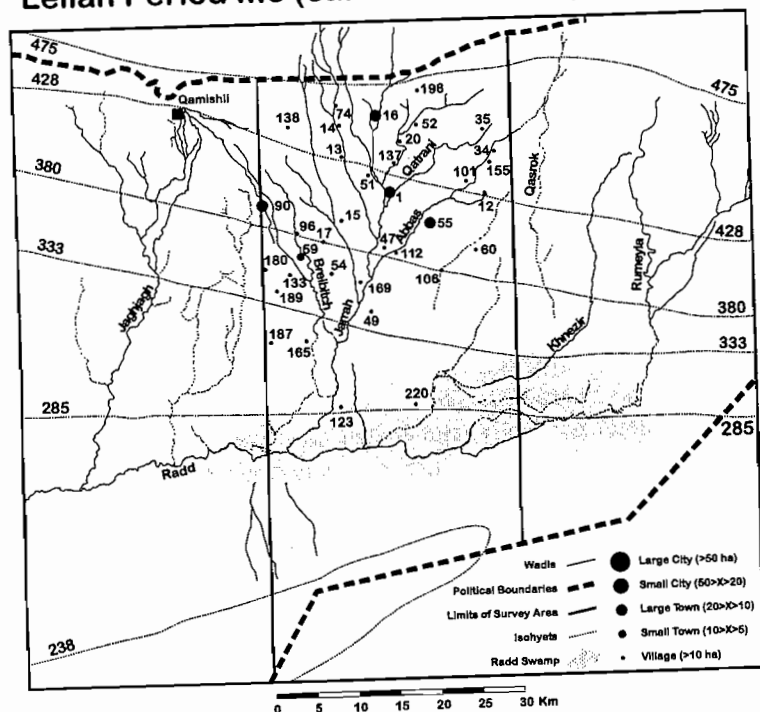 Leilan Period
475
428
475
Qamishli
198
138
74
14
16
52
35
20
13
137
34
155
Qatrani
101
Qasrok
380
51
1
12
90
15
Abbas
55
428
96
17
47
112
60
59
Rumeyla
333
180
54
106
133
Breibitch
169
189
Jaghjagh
Jarrah
49
380
187
165
Khnezir
333
285
220
123
285
Radd
Wadis
Large City (>50 ha)
Political Boundaries
Small City (50>X>20)
Limits of Survey Area
Large Town (20>X>10)
Isohyets
Small Town (10>X>5)
Radd Swamp
Village (>10 ha)
238
0 5 10 15 20 30 Km